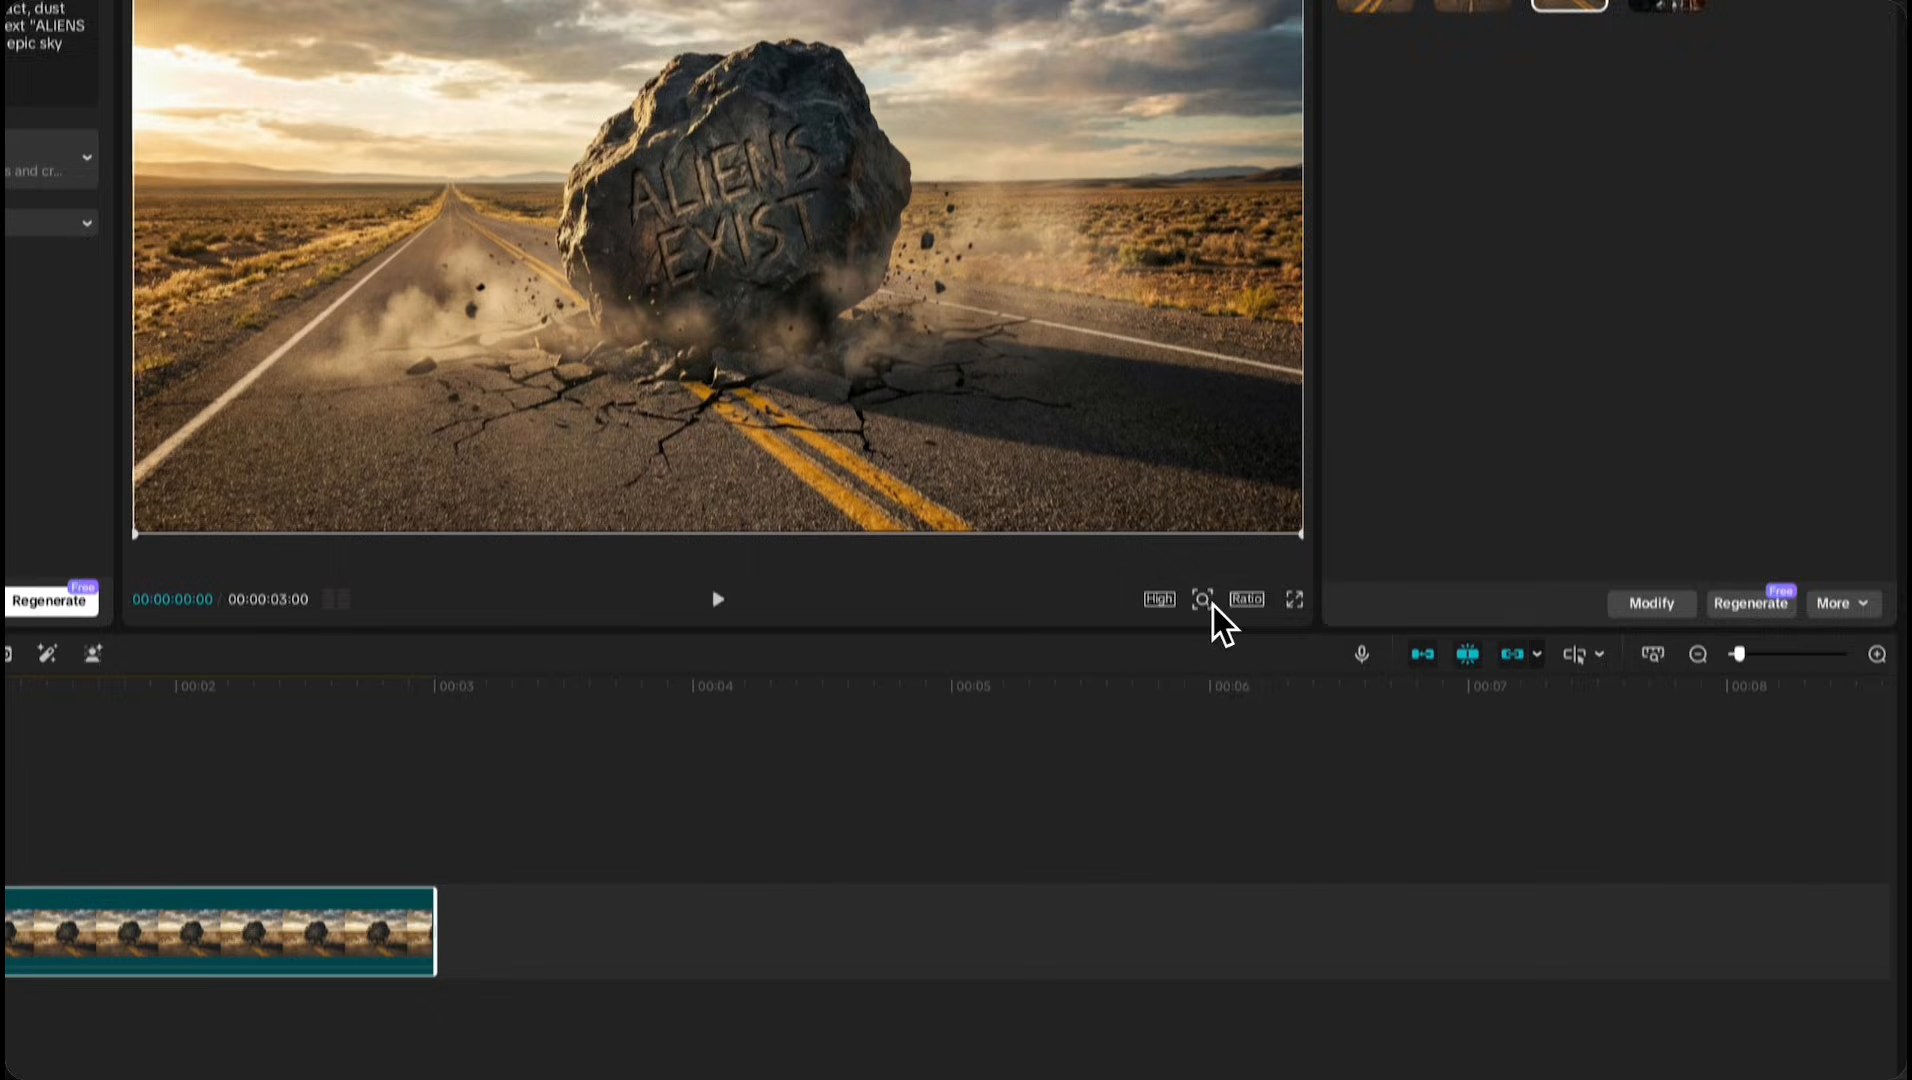 act, dust
ext "ALIENS
epic sky
s and cr...
Free
Regenerate
ALIENS
EXIST
00:00:00:00 / 00:00:03:00
High
Ratio
Modify
Free
Regenerate
More
00:02
00:03
00:04
00:05
00:06
00:07
00:08